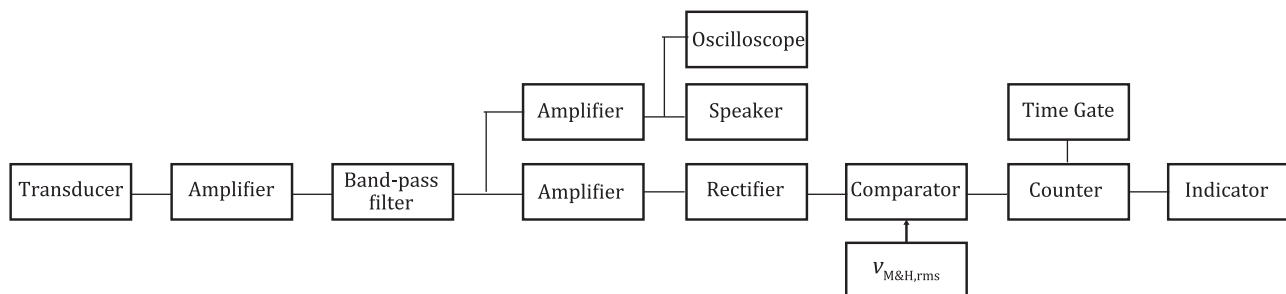 Oscilloscope
Amplifier
Speaker
Time Gate
Transducer
Amplifier
Band-pass
filter
Amplifier
Rectifier
Comparator
Counter
Indicator
vM&H,rms